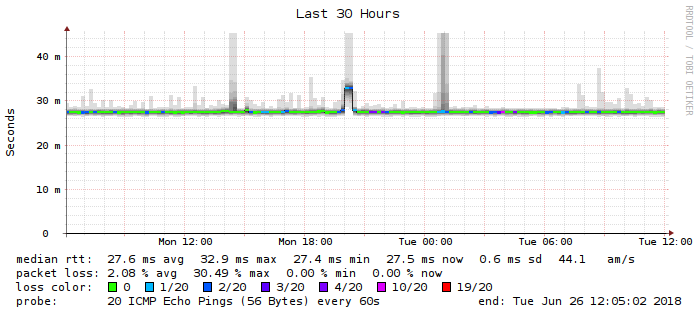 Last 30 Hours
RRDTOOL / TOBI OETIKER
Seconds
40 m
30 m
20 m
10 m
0
Mon 12:00 Mon 18:00 Tue 00:00 Tue 06:00 Tue 12:00
median rtt: 27.6 ms avg 32.9 ms max 27.4 ms min 27.5 ms now 0.6 ms sd 44.1 am/s
packet loss: 2.08 % avg 30.49 % max 0.00 % min 0.00 % now
loss color: 0 1/20 2/20 3/20 4/20 10/20 19/20
probe: 20 ICMP Echo Pings (56 Bytes) every 60s end: Tue Jun 26 12:05:02 2018